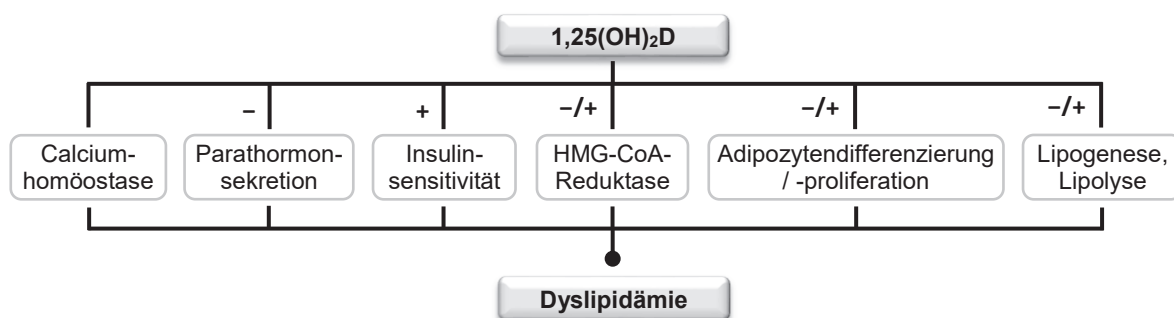 1,25(OH)₂D
– + –/+ –/+ –/+
Calcium-
homöostase
Parathormon-
sekretion
Insulin-
sensitivität
HMG-CoA-
Reduktase
Adipozytendifferenzierung
/ -proliferation
Lipogenese,
Lipolyse
Dyslipidämie